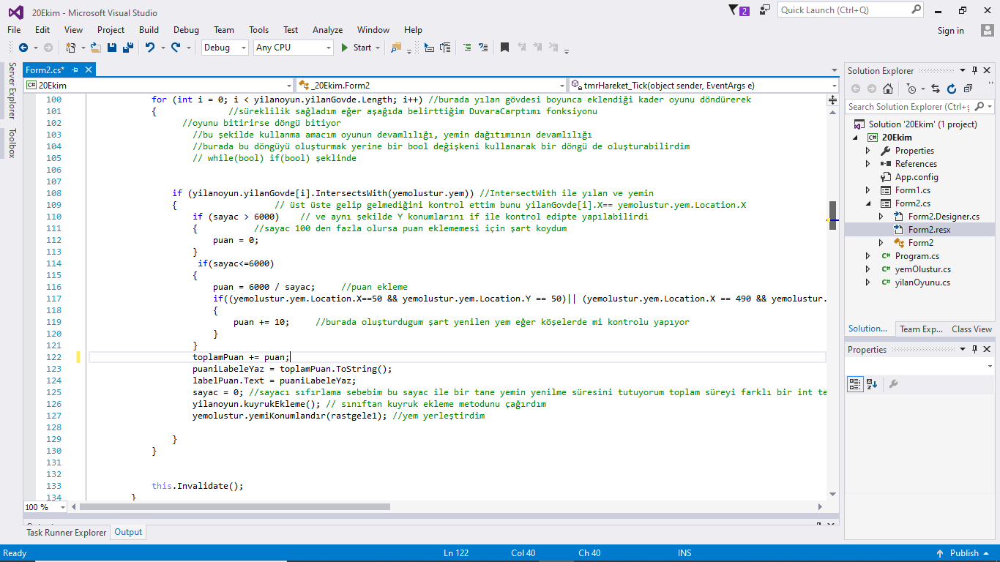 20Ekim - Microsoft Visual Studio
2
Quick Launch (Ctrl+Q)
File Edit View Project Build Debug Team Tools Test Analyze Window Help
Sign in
Debug Any CPU Start
Server Explorer
Toolbox
Form2.cs*
20Ekim
_20Ekim.Form2
tmrHareket_Tick(object sender, EventArgs e)
100 for (int i = 0; i < yilanoyun.yilanGovde.Length; i++) //burada yılan gövdesi boyunca eklendiği kader oyunu döndürerek
101 { //süreklilik sağladım eğer aşağıda belirttiğim DuvaraCarptımı fonksiyonu
102 //oyunu bitirirse döngü bitiyor
103 //bu şekilde kullanma amacım oyunun devamlılığı, yemin dağıtımının devamlılığı
104 //burada bu döngüyü oluşturmak yerine bir bool değişkeni kullanarak bir döngü de oluşturabilirdim
105 // while(bool) if(bool) şeklinde
106
107
108 if (yilanoyun.yilanGovde[i].IntersectsWith(yemolustur.yem)) //IntersectWith ile yılan ve yemin
109 { // üst üste gelip gelmediğini kontrol ettim bunu yilanGovde[i].X== yemolustur.yem.Location.X
110 if (sayac > 6000) // ve aynı şekilde Y konumlarını if ile kontrol edipte yapılabilirdi
111 { //sayac 100 den fazla olursa puan eklememesi için şart koydum
112 puan = 0;
113 }
114 if(sayac<=6000)
115 {
116 puan = 6000 / sayac; //puan ekleme
117 if((yemolustur.yem.Location.X==50 && yemolustur.yem.Location.Y == 50)|| (yemolustur.yem.Location.X == 490 && yemolustur.
118 {
119 puan += 10; //burada oluşturdugum şart yenilen yem eğer köşelerde mi kontrolu yapıyor
120 }
121 }
122 toplamPuan += puan;
123 puaniLabeleYaz = toplamPuan.ToString();
124 labelPuan.Text = puaniLabeleYaz;
125 sayac = 0; //sayacı sıfırlama sebebim bu sayac ile bir tane yemin yenilme süresini tutuyorum toplam süreyi farklı bir int te
126 yilanoyun.kuyrukEkleme(); // sınıftan kuyruk ekleme metodunu çağırdım
127 yemolustur.yemiKonumlandır(rastgele1); //yem yerleştirdim
128
129 }
130 }
131
132
133 this.Invalidate();
134 }
100 %
Solution Explorer
Search Solution Explorer (Ctrl+ş
Solution '20Ekim' (1 project)
20Ekim
Properties
References
App.config
Form1.cs
Form2.cs
Form2.Designer.cs
Form2.resx
Form2
Program.cs
yemOlustur.cs
yilanOyunu.cs
Solution... Team Exp... Class View
Properties
Task Runner Explorer Output
Ready Ln 122 Col 40 Ch 40 INS Publish